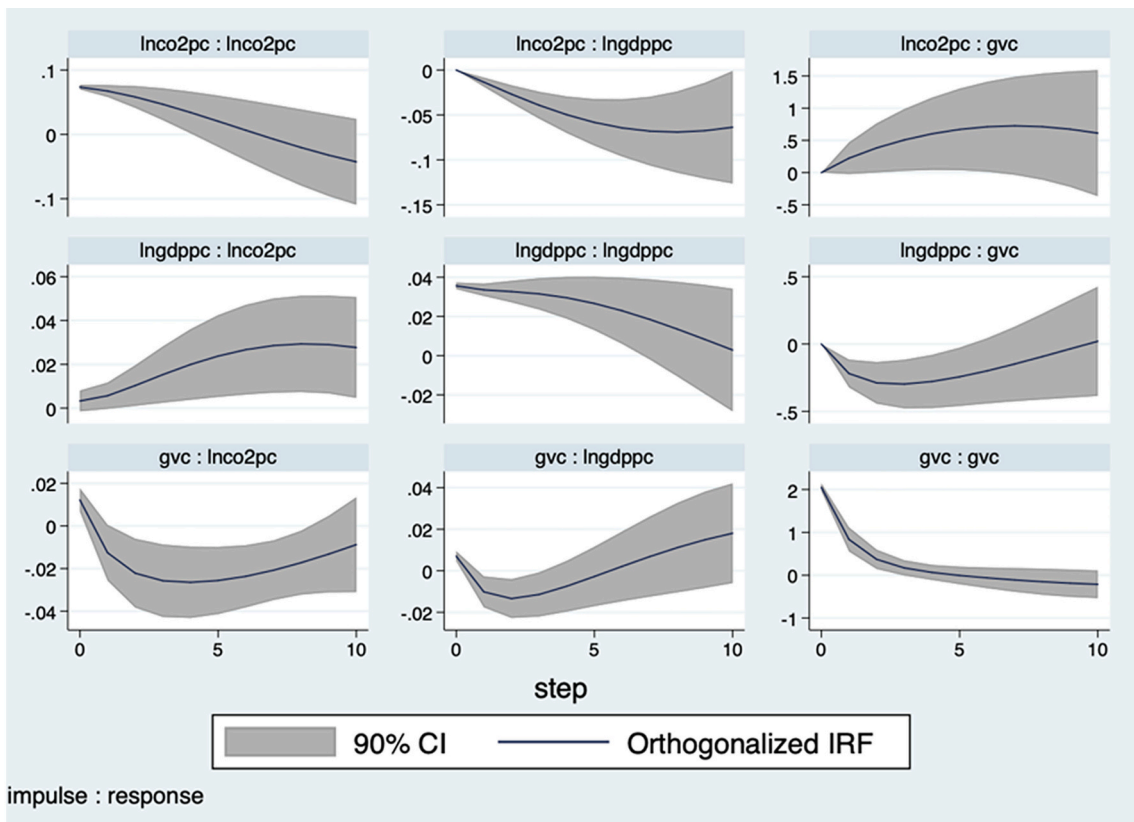 lnco2pc : lnco2pc
lnco2pc : lngdppc
lnco2pc : gvc
.1
0
-.1
0
-.05
-.1
-.15
1.5
1
.5
0
-.5
lngdppc : lnco2pc
lngdppc : lngdppc
lngdppc : gvc
.06
.04
.02
0
.04
.02
0
-.02
.5
0
-.5
gvc : lnco2pc
gvc : lngdppc
gvc : gvc
.02
0
-.02
-.04
.04
.02
0
-.02
2
1
0
-1
0 5 10
0 5 10
0 5 10
step
90% CI Orthogonalized IRF
impulse : response